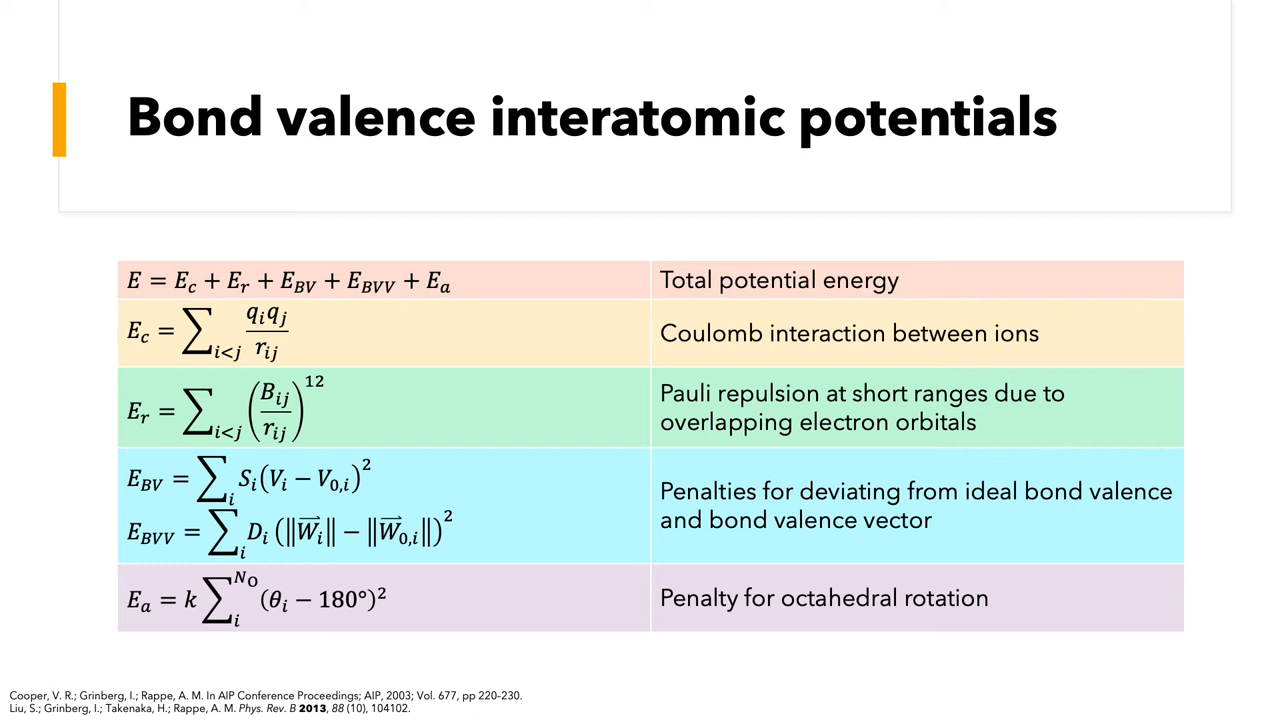 Bond valence interatomic potentials
E = E_c + E_r + E_BV + E_BVV + E_a
Total potential energy
E_c = ∑_{i<j} q_i q_j / r_ij
Coulomb interaction between ions
E_r = ∑_{i<j} (B_ij / r_ij)^12
Pauli repulsion at short ranges due to
overlapping electron orbitals
E_BV = ∑_i S_i (V_i − V_{0,i})^2
E_BVV = ∑_i D_i (‖W⃗_i‖ − ‖W⃗_{0,i}‖)^2
Penalties for deviating from ideal bond valence
and bond valence vector
E_a = k ∑_i^{N_O} (θ_i − 180°)^2
Penalty for octahedral rotation
Cooper, V. R.; Grinberg, I.; Rappe, A. M. In AIP Conference Proceedings; AIP, 2003; Vol. 677, pp 220–230.
Liu, S.; Grinberg, I.; Takenaka, H.; Rappe, A. M. Phys. Rev. B 2013, 88 (10), 104102.